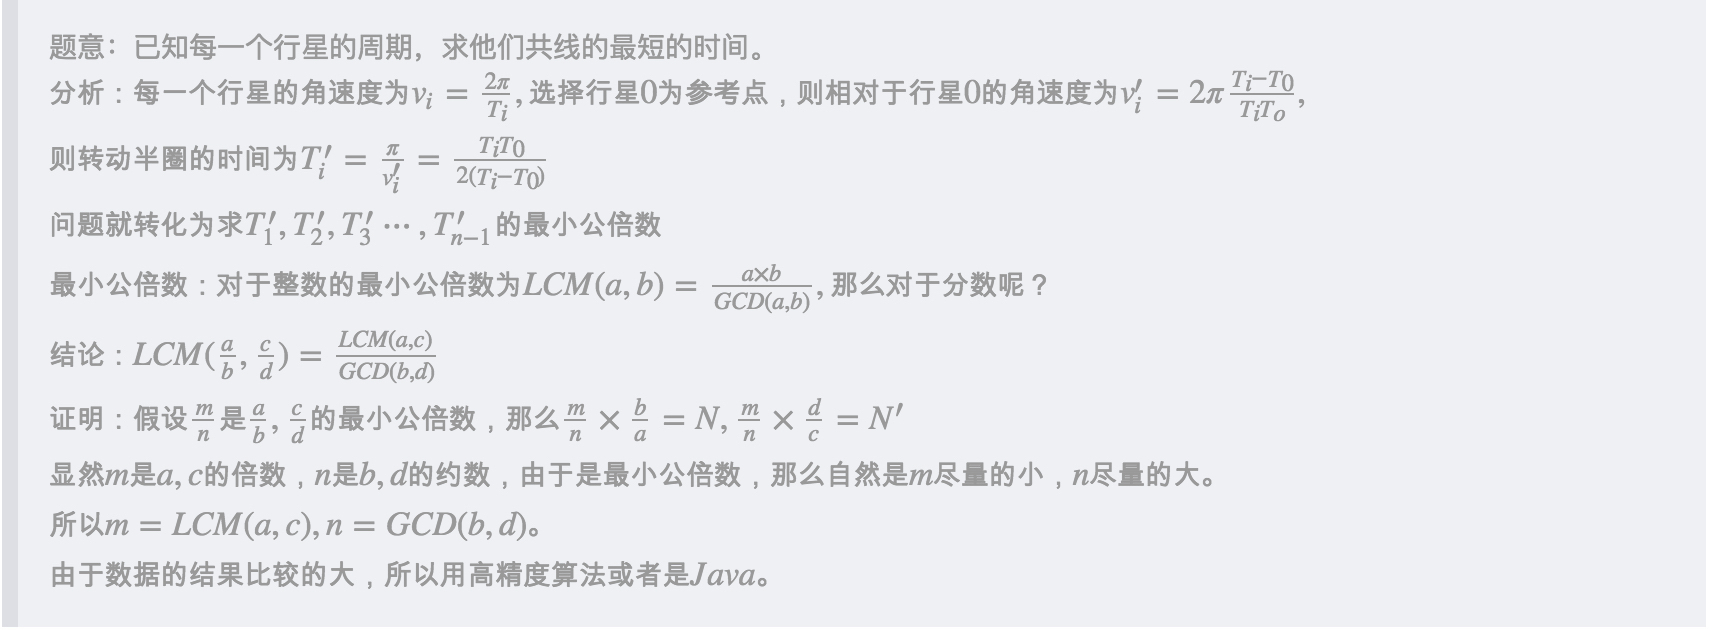 题意：已知每一个行星的周期，求他们共线的最短的时间。
分析：每一个行星的角速度为$v_i = \frac{2\pi}{T_i}$, 选择行星0为参考点，则相对于行星0的角速度为$v_i' = 2\pi \frac{T_i - T_0}{T_i T_o}$,
则转动半圈的时间为$T_i' = \frac{\pi}{v_i'} = \frac{T_i T_0}{2(T_i - T_0)}$
问题就转化为求$T_1', T_2', T_3' \cdots, T_{n-1}'$的最小公倍数
最小公倍数：对于整数的最小公倍数为$LCM(a, b) = \frac{a \times b}{GCD(a,b)}$, 那么对于分数呢？
结论：$LCM(\frac{a}{b}, \frac{c}{d}) = \frac{LCM(a,c)}{GCD(b,d)}$
证明：假设$\frac{m}{n}$是$\frac{a}{b}, \frac{c}{d}$的最小公倍数，那么$\frac{m}{n} \times \frac{b}{a} = N, \frac{m}{n} \times \frac{d}{c} = N'$
显然$m$是$a, c$的倍数，$n$是$b, d$的约数，由于是最小公倍数，那么自然是$m$尽量的小，$n$尽量的大。
所以$m = LCM(a, c), n = GCD(b, d)$。
由于数据的结果比较的大，所以用高精度算法或者是$Java$。